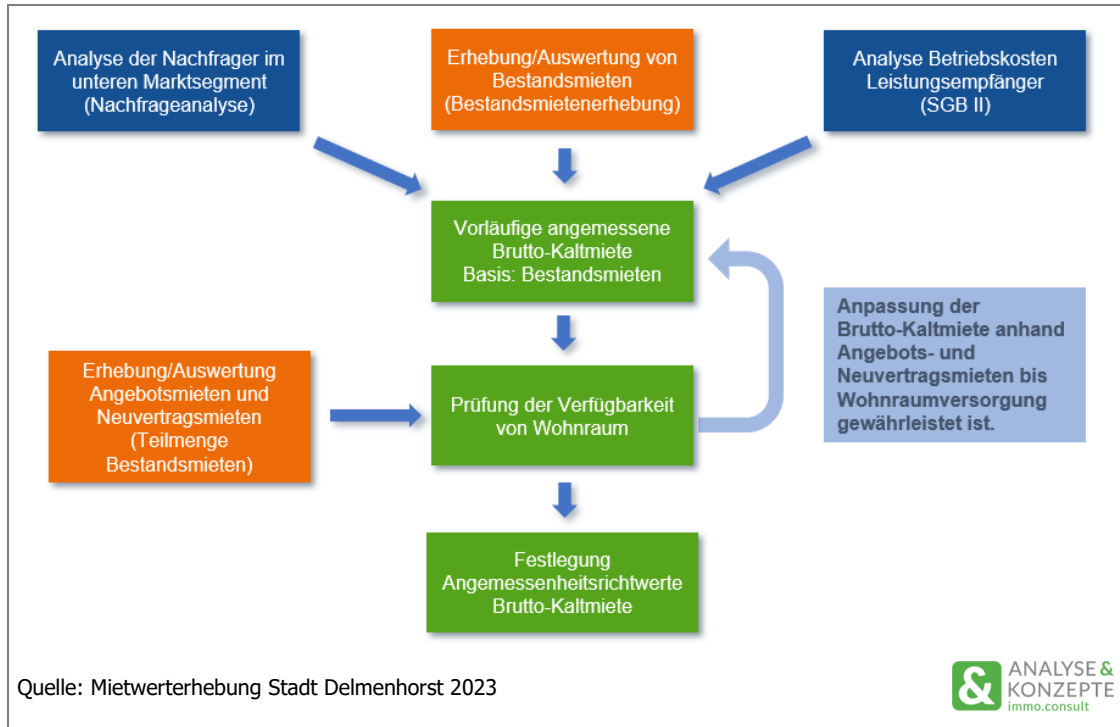 Analyse der Nachfrager im
unteren Marktsegment
(Nachfrageanalyse)
Erhebung/Auswertung von
Bestandsmieten
(Bestandsmietenerhebung)
Analyse Betriebskosten
Leistungsempfänger
(SGB II)
Vorläufige angemessene
Brutto-Kaltmiete
Basis: Bestandsmieten
Anpassung der
Brutto-Kaltmiete anhand
Angebots- und
Neuvertragsmieten bis
Wohnraumversorgung
gewährleistet ist.
Erhebung/Auswertung
Angebotsmieten und
Neuvertragsmieten
(Teilmenge
Bestandsmieten)
Prüfung der Verfügbarkeit
von Wohnraum
Festlegung
Angemessenheitsrichtwerte
Brutto-Kaltmiete
Quelle: Mietwerterhebung Stadt Delmenhorst 2023
&
ANALYSE &
KONZEPTE
immo.consult